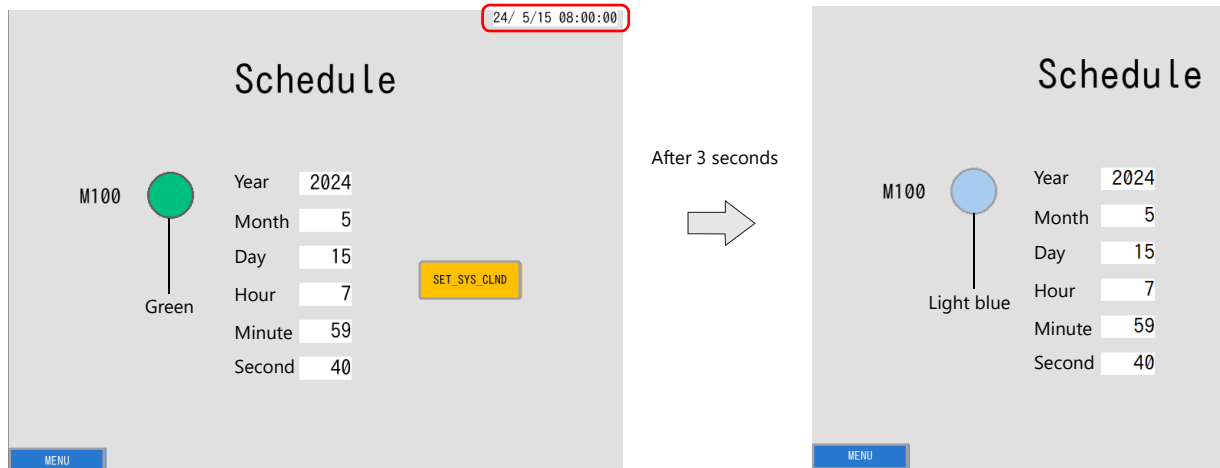 24/ 5/15 08:00:00
Schedule
M100
Year 2024
Month 5
Day 15
Hour 7
Minute 59
Second 40
Green
SET_SYS_CLND
MENU
After 3 seconds
Schedule
M100
Year 2024
Month 5
Day 15
Hour 7
Minute 59
Second 40
Light blue
MENU